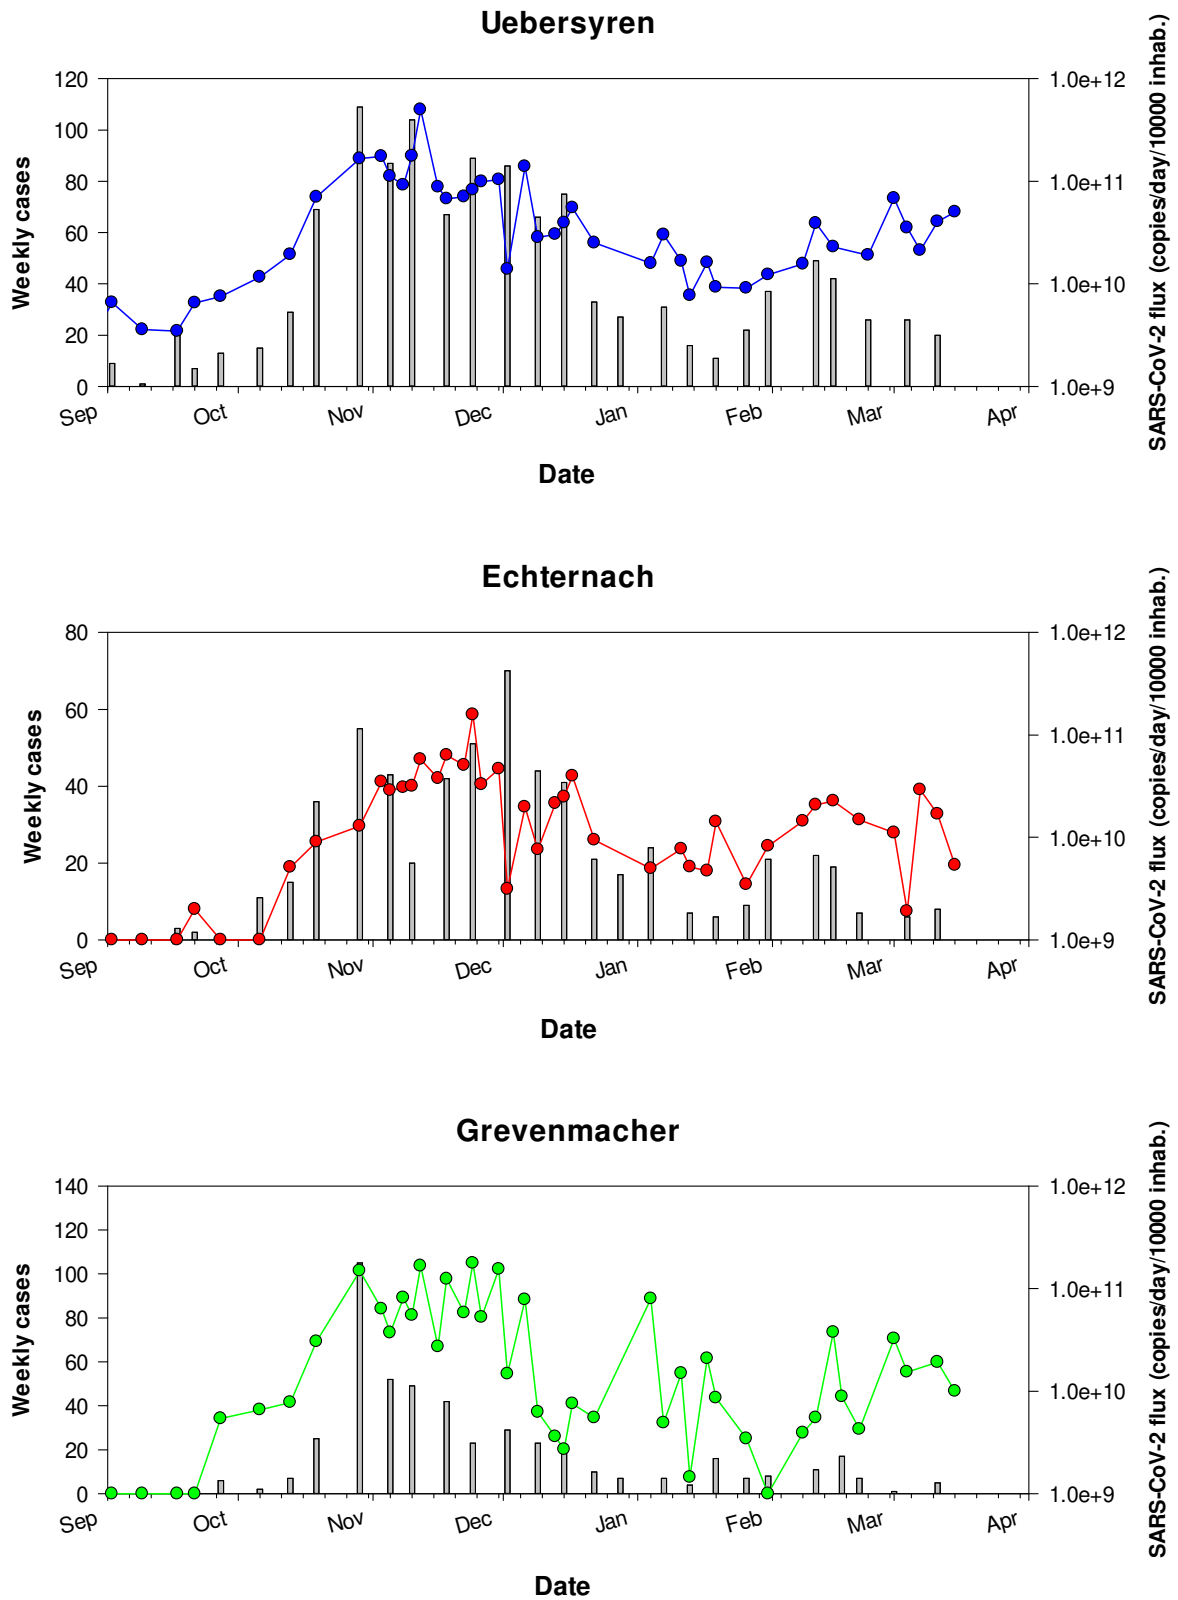 Uebersyren
Weekly cases
120
100
80
60
40
20
0
1.0e+12
1.0e+11
1.0e+10
1.0e+9
SARS-CoV-2 flux (copies/day/10000 inhab.)
Sep Oct Nov Dec Jan Feb Mar Apr
Date
Echternach
Weekly cases
80
60
40
20
0
1.0e+12
1.0e+11
1.0e+10
1.0e+9
SARS-CoV-2 flux (copies/day/10000 inhab.)
Sep Oct Nov Dec Jan Feb Mar Apr
Date
Grevenmacher
Weekly cases
140
120
100
80
60
40
20
0
1.0e+12
1.0e+11
1.0e+10
1.0e+9
SARS-CoV-2 flux (copies/day/10000 inhab.)
Sep Oct Nov Dec Jan Feb Mar Apr
Date